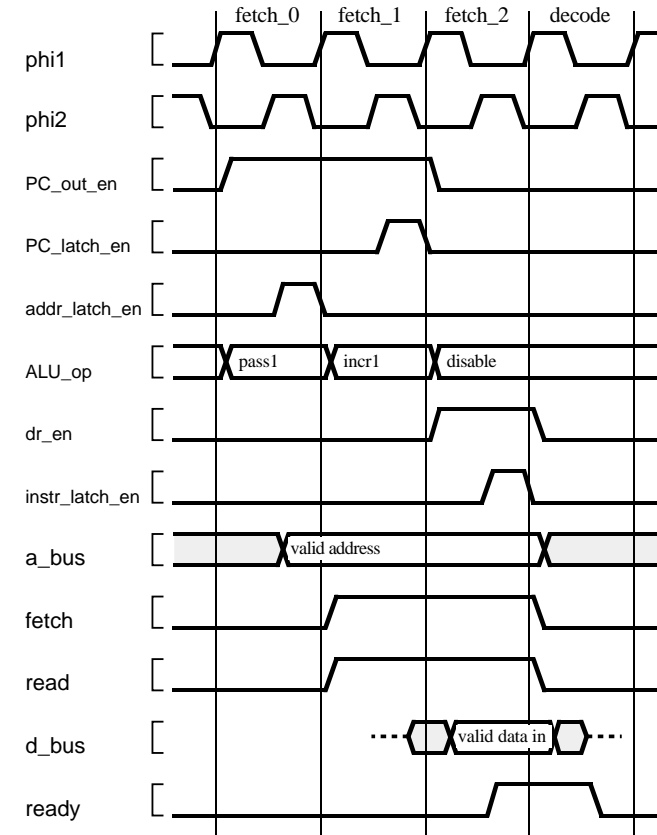 fetch_0 fetch_1 fetch_2 decode
phi1
phi2
PC_out_en
PC_latch_en
addr_latch_en
ALU_op pass1 incr1 disable
dr_en
instr_latch_en
a_bus valid address
fetch
read
d_bus valid data in
ready